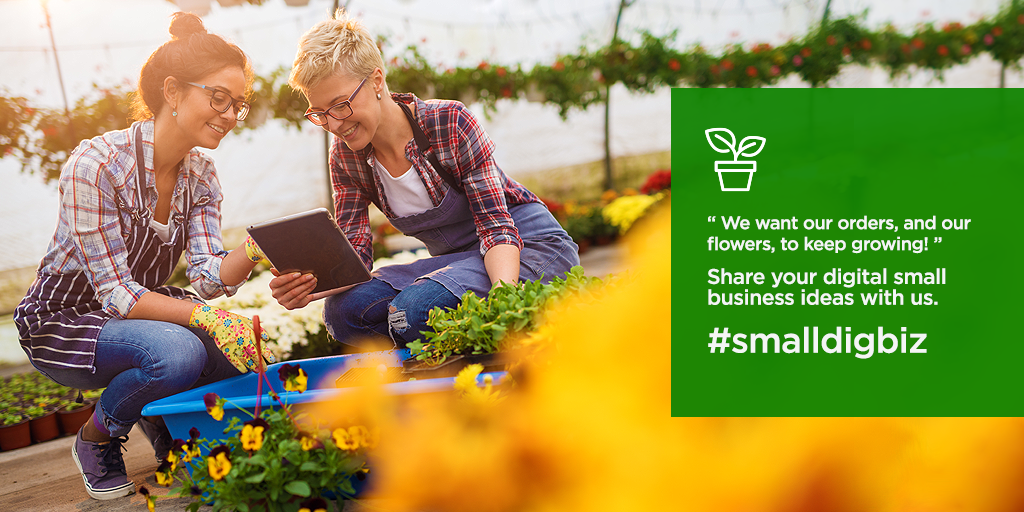 “ We want our orders, and our
flowers, to keep growing! ”
Share your digital small
business ideas with us.
#smalldigbiz